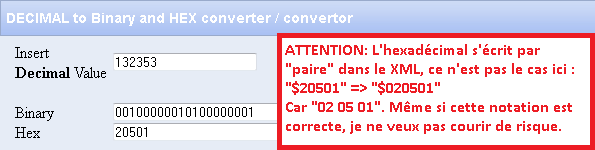 DECIMAL to Binary and HEX converter / convertor
Insert
Decimal Value
132353
Binary
00100000010100000001
Hex
20501
ATTENTION: L'hexadécimal s'écrit par
"paire" dans le XML, ce n'est pas le cas ici :
"$20501" => "$020501"
Car "02 05 01". Même si cette notation est
correcte, je ne veux pas courir de risque.